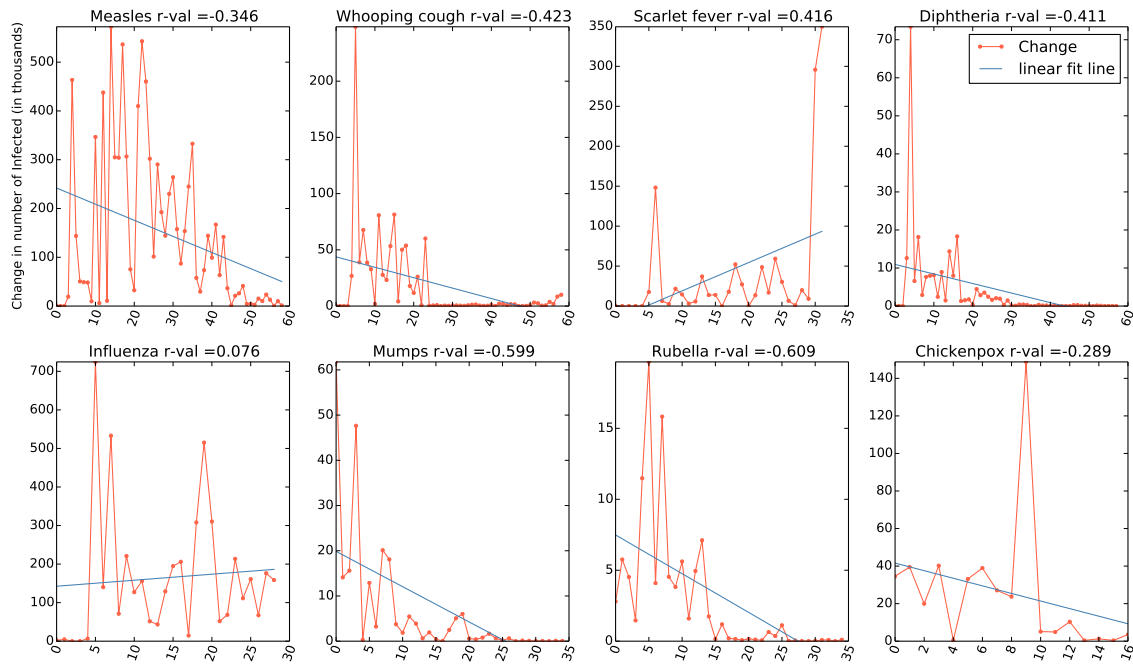 Measles r-val =-0.346
Whooping cough r-val =-0.423
Scarlet fever r-val =0.416
Diphtheria r-val =-0.411
Change in number of Infected (in thousands)
0 100 200 300 400 500
0 10 20 30 40 50 60
0 50 100 150 200
0 10 20 30 40 50 60
0 50 100 150 200 250 300 350
0 5 10 15 20 25 30 35
0 10 20 30 40 50 60 70
0 10 20 30 40 50 60
Change
linear fit line
Influenza r-val =0.076
Mumps r-val =-0.599
Rubella r-val =-0.609
Chickenpox r-val =-0.289
0 100 200 300 400 500 600 700
0 5 10 15 20 25 30
0 10 20 30 40 50 60
0 5 10 15 20 25 30 35
0 5 10 15
0 5 10 15 20 25 30 35
0 20 40 60 80 100 120 140
0 2 4 6 8 10 12 14 16